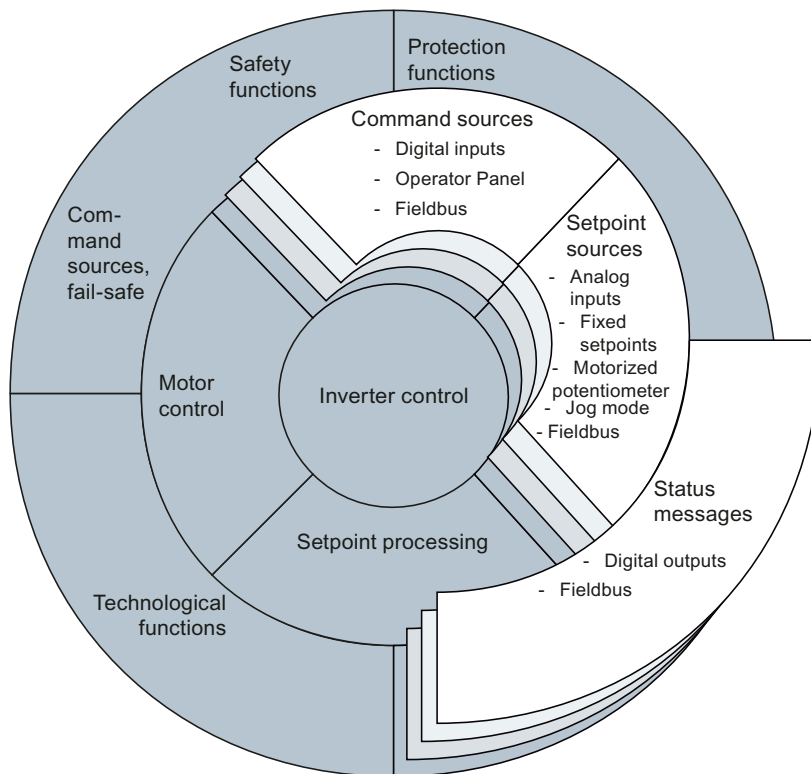 Safety
functions
Protection
functions
Command sources
- Digital inputs
- Operator Panel
- Fieldbus
Com-
mand
sources,
fail-safe
Setpoint
sources
- Analog
inputs
- Fixed
setpoints
- Motorized
potentiometer
- Jog mode
- Fieldbus
Motor
control
Inverter control
Status
messages
- Digital outputs
- Fieldbus
Setpoint processing
Technological
functions